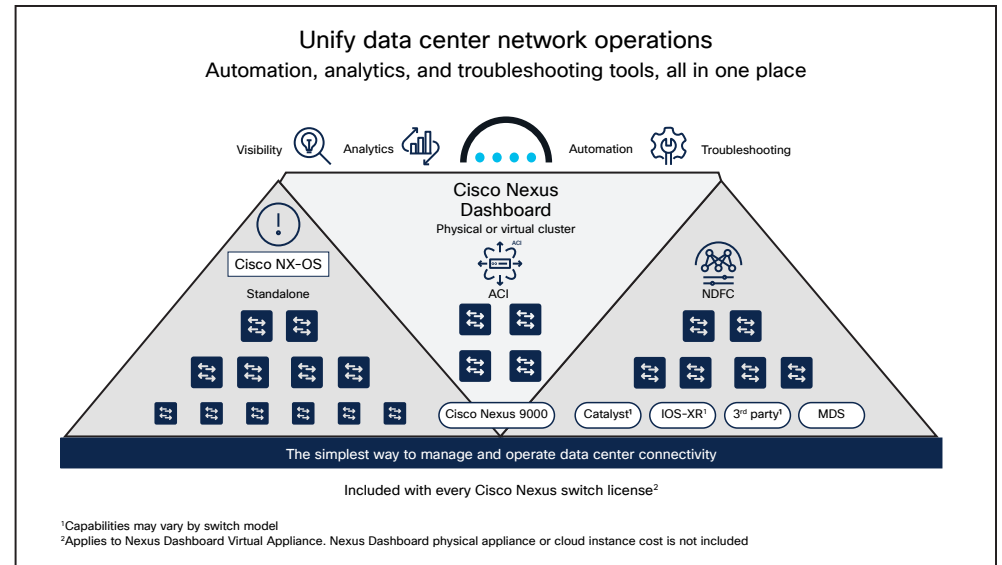 Unify data center network operations
Automation, analytics, and troubleshooting tools, all in one place
Visibility
Analytics
Automation
Troubleshooting
Cisco Nexus
Dashboard
Physical or virtual cluster
Cisco NX-OS
Standalone
ACI
ACI
NDFC
Cisco Nexus 9000
Catalyst¹
IOS-XR¹
3rd party¹
MDS
The simplest way to manage and operate data center connectivity
Included with every Cisco Nexus switch license²
¹Capabilities may vary by switch model
²Applies to Nexus Dashboard Virtual Appliance. Nexus Dashboard physical appliance or cloud instance cost is not included